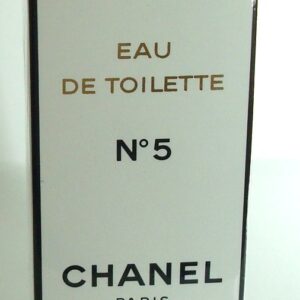 EAU
DE TOILETTE
N°5
CHANEL
PARIS